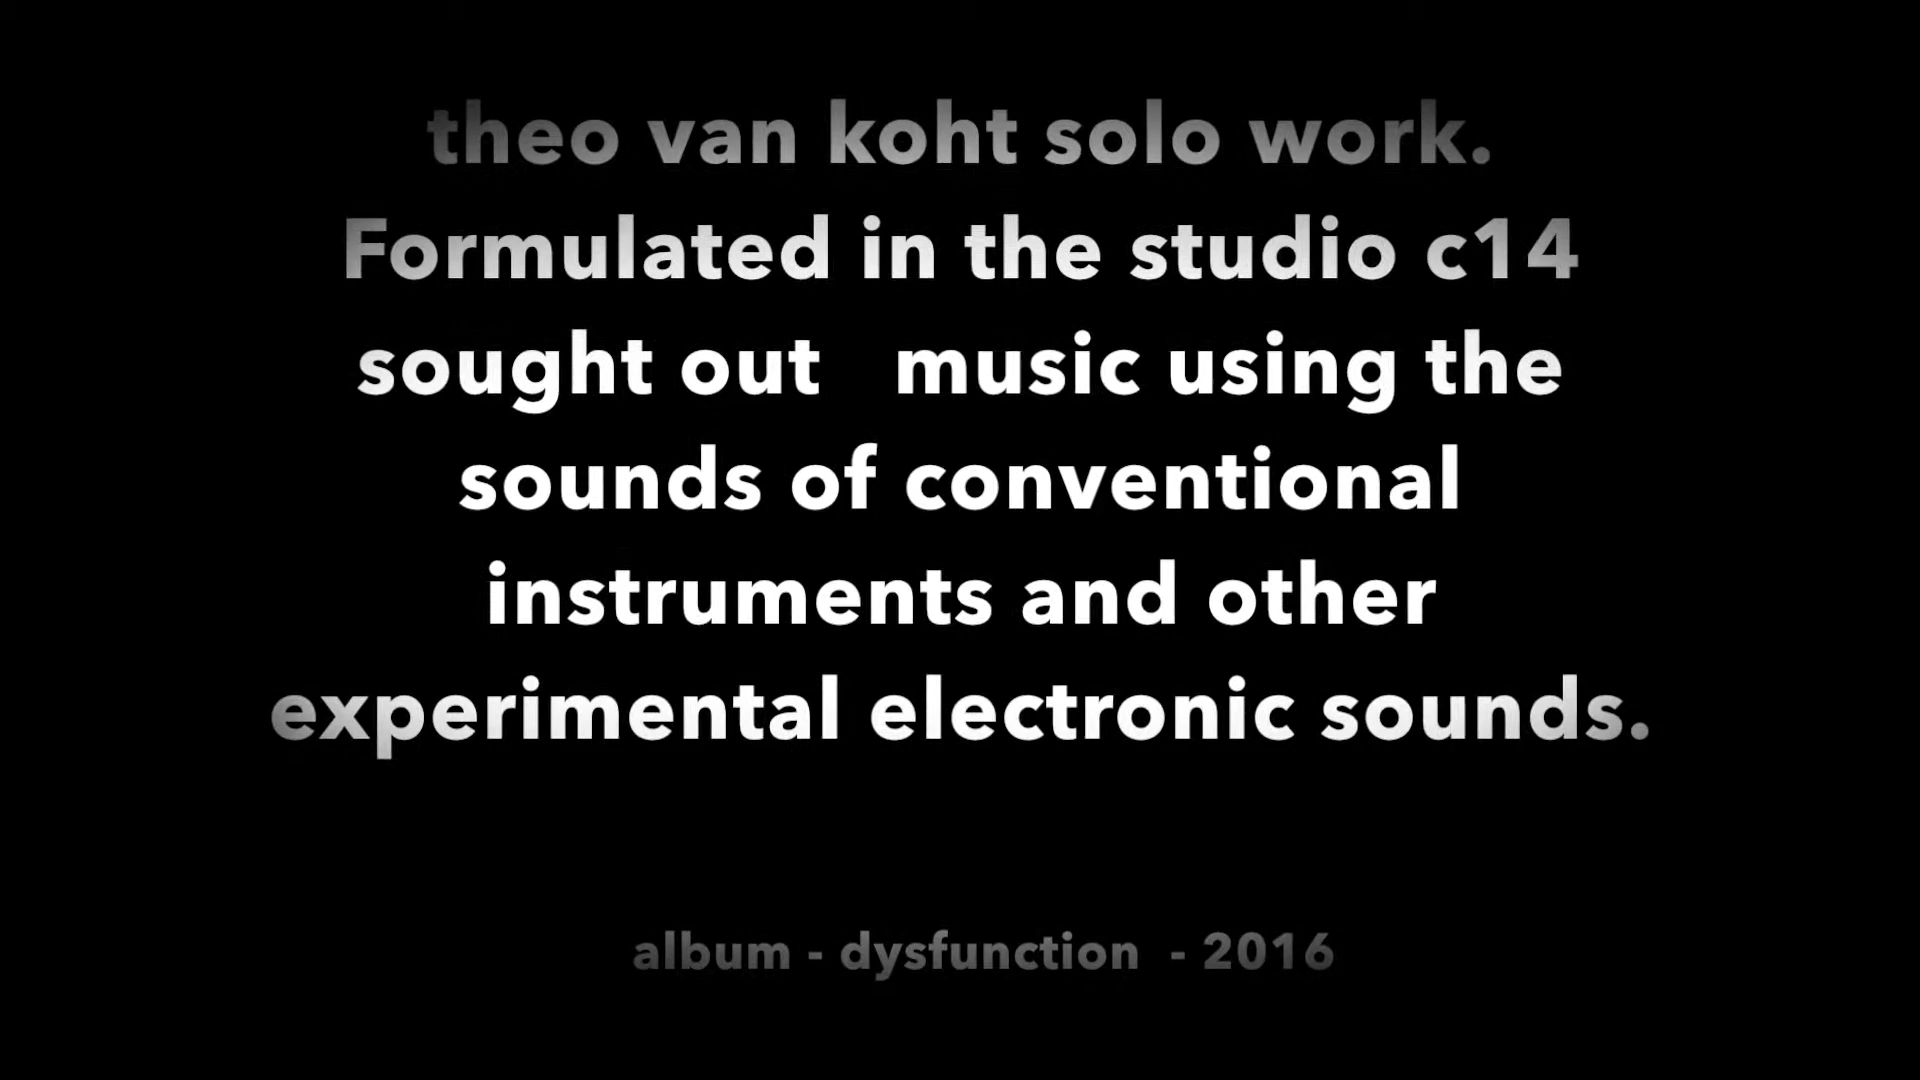 theo van koht solo work.
Formulated in the studio c14
sought out   music using the
sounds of conventional
instruments and other
experimental electronic sounds.
album - dysfunction  - 2016